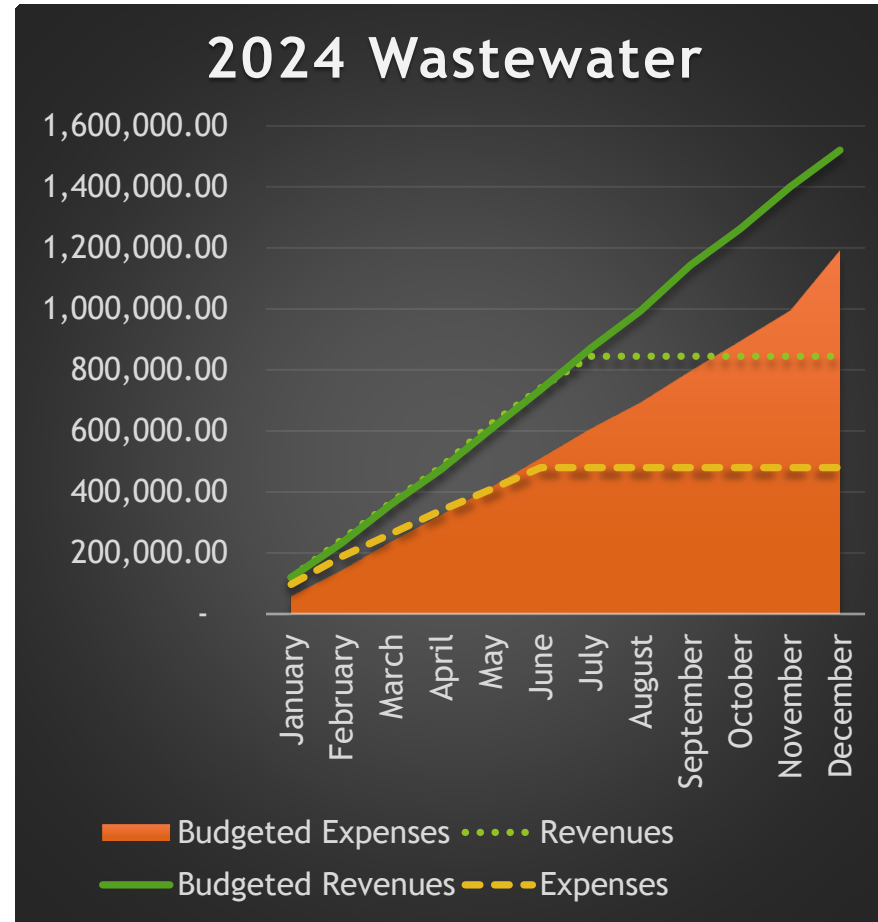 2024 Wastewater
1,600,000.00
1,400,000.00
1,200,000.00
1,000,000.00
800,000.00
600,000.00
400,000.00
200,000.00
-
January
February
March
April
May
June
July
August
September
October
November
December
Budgeted Expenses
Revenues
Budgeted Revenues
Expenses